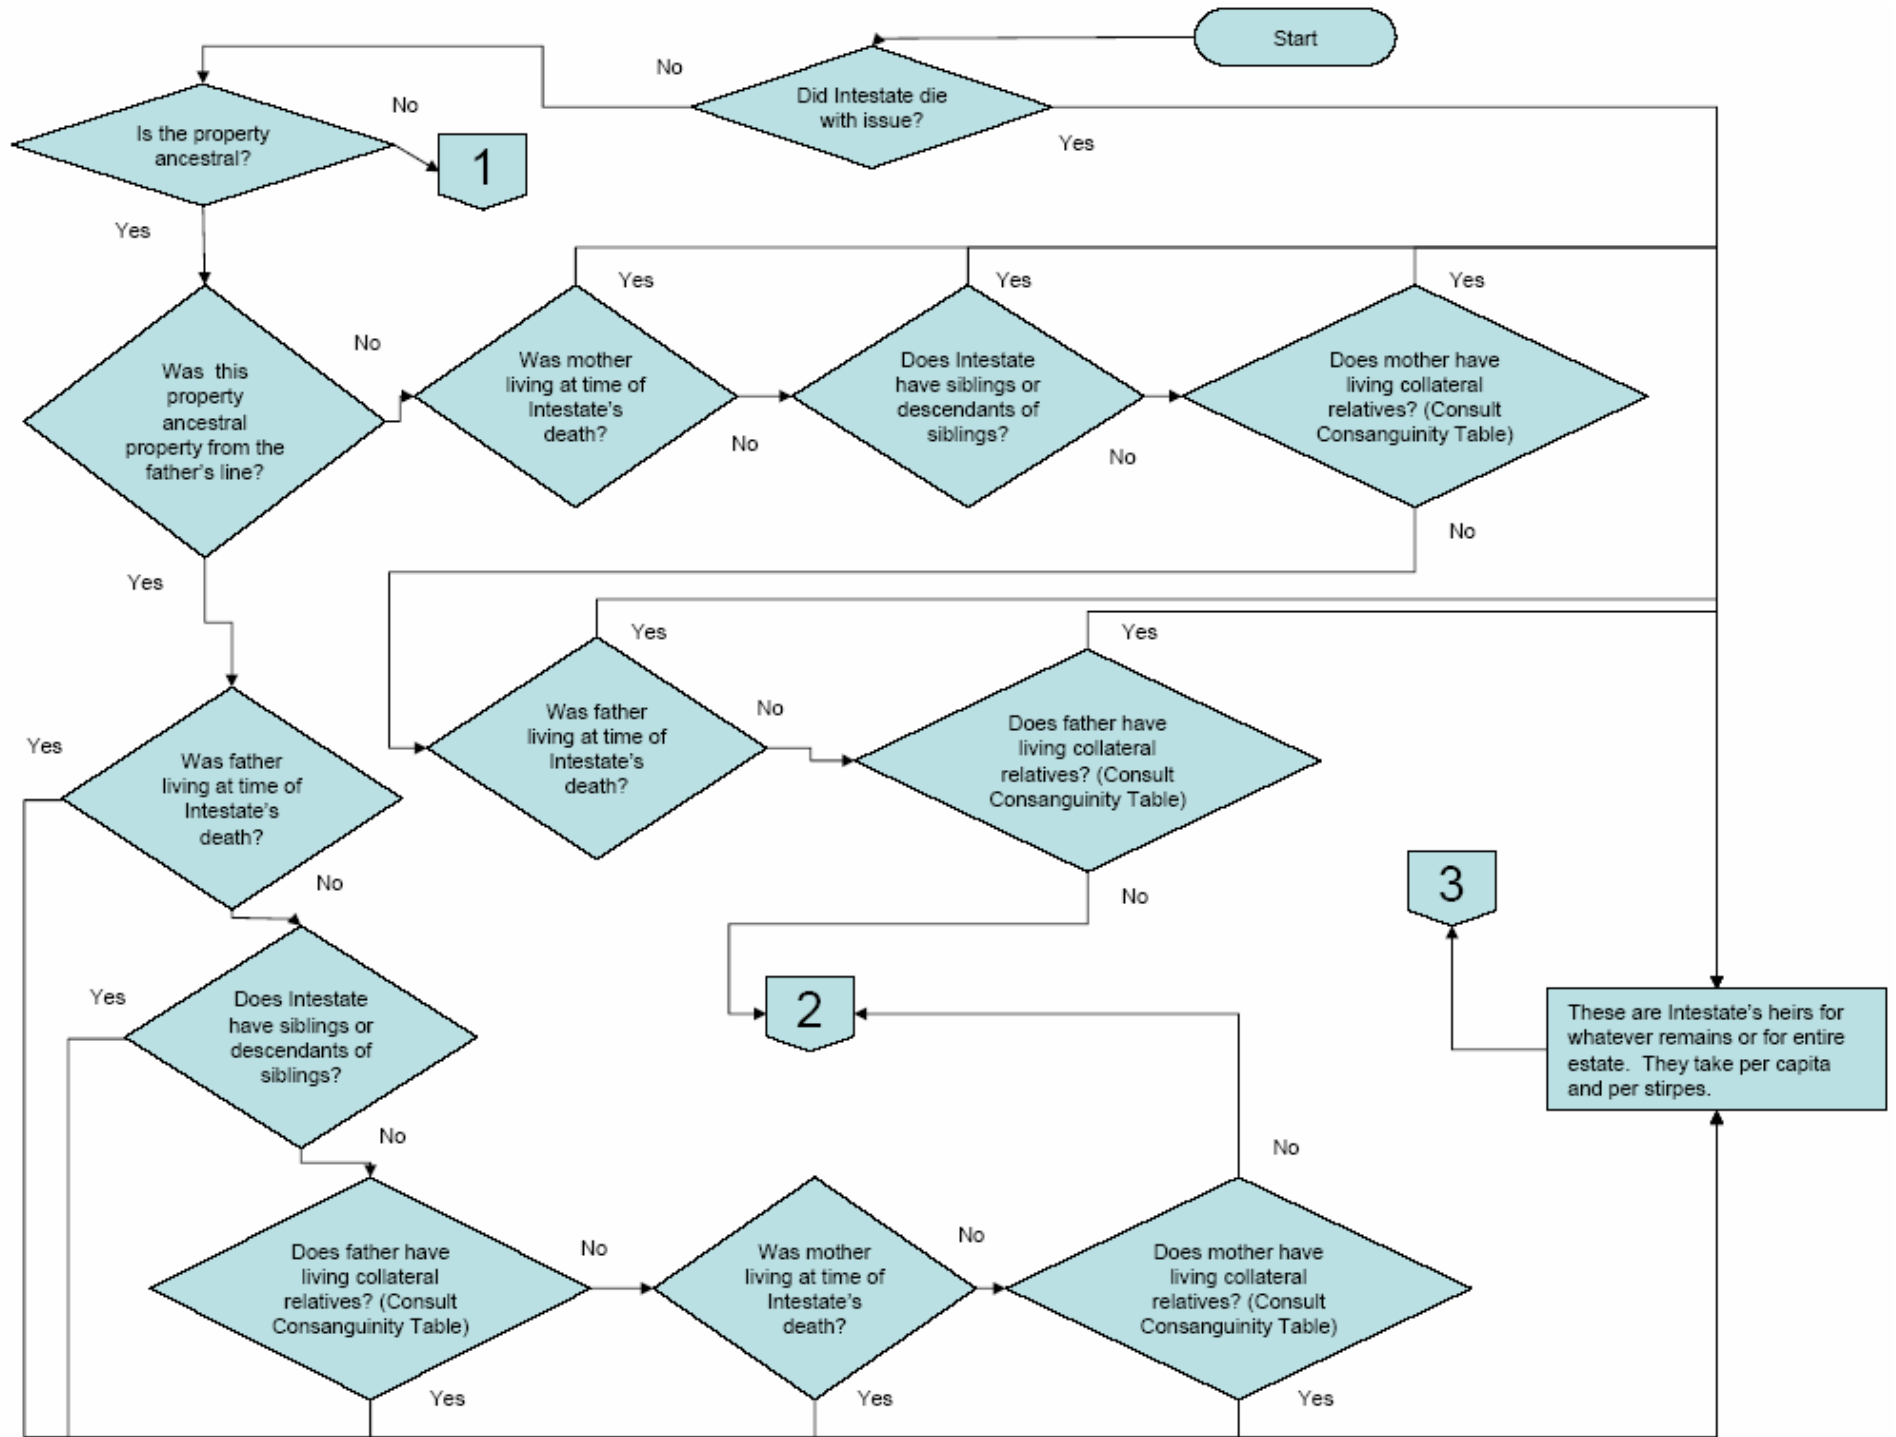 Start
No
Did Intestate die
with issue?
Yes
Is the property
ancestral?
No
1
Yes
Was this
property
ancestral
property from the
father's line?
No
Yes
Was mother
living at time of
Intestate's
death?
No
Yes
Does Intestate
have siblings or
descendants of
siblings?
No
Yes
Does mother have
living collateral
relatives? (Consult
Consanguinity Table)
No
Yes
Yes
Was father
living at time of
Intestate's
death?
No
Yes
Does father have
living collateral
relatives? (Consult
Consanguinity Table)
No
Yes
Was father
living at time of
Intestate's
death?
No
3
Yes
Does Intestate
have siblings or
descendants of
siblings?
No
2
These are Intestate's heirs for
whatever remains or for entire
estate. They take per capita
and per stirpes.
Does father have
living collateral
relatives? (Consult
Consanguinity Table)
No
Yes
Was mother
living at time of
Intestate's
death?
No
Yes
No
Does mother have
living collateral
relatives? (Consult
Consanguinity Table)
Yes